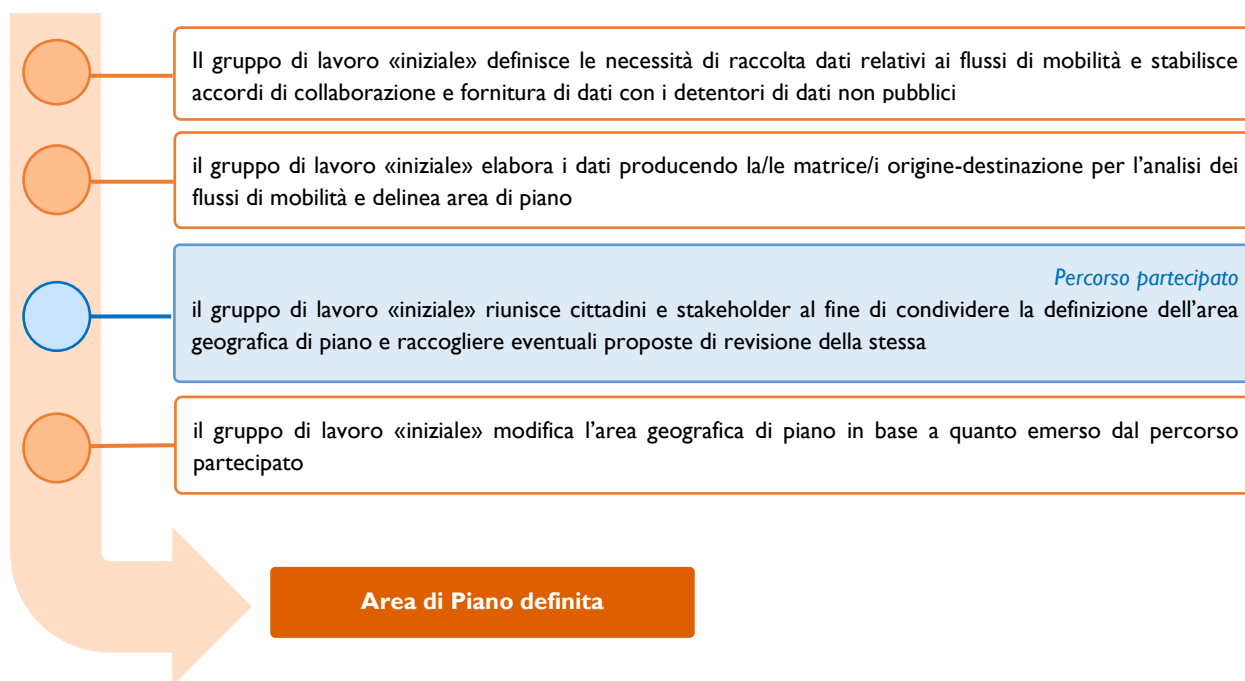 Il gruppo di lavoro «iniziale» definisce le necessità di raccolta dati relativi ai flussi di mobilità e stabilisce
accordi di collaborazione e fornitura di dati con i detentori di dati non pubblici
il gruppo di lavoro «iniziale» elabora i dati producendo la/le matrice/i origine-destinazione per l’analisi dei
flussi di mobilità e delinea area di piano
Percorso partecipato
il gruppo di lavoro «iniziale» riunisce cittadini e stakeholder al fine di condividere la definizione dell’area
geografica di piano e raccogliere eventuali proposte di revisione della stessa
il gruppo di lavoro «iniziale» modifica l’area geografica di piano in base a quanto emerso dal percorso
partecipato
Area di Piano definita